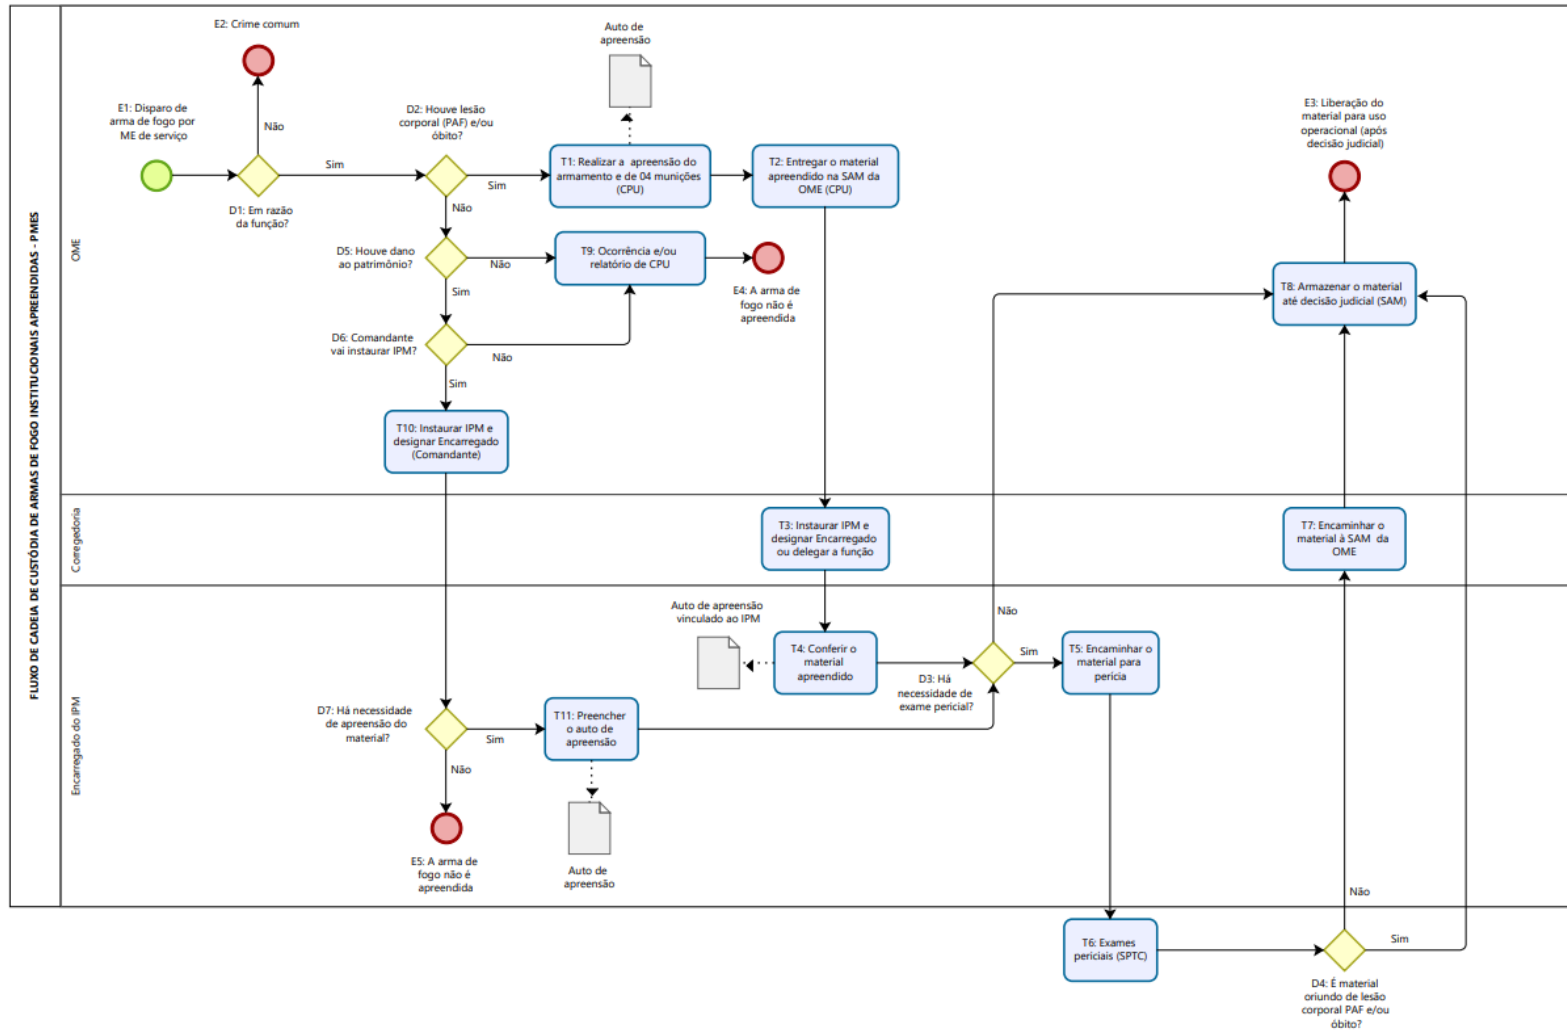 FLUXO DE CADEIA DE CUSTÓDIA DE ARMAS DE FOGO INSTITUCIONAIS APREENDIDAS - PMES
OME
E2: Crime comum
E1: Disparo de
arma de fogo por
ME de serviço
Não
D1: Em razão
da função?
Sim
D2: Houve lesão
corporal (PAF) e/ou
óbito?
Sim
Não
Auto de
apreensão
T1: Realizar a apreensão do
armamento e de 04 munições
(CPU)
T2: Entregar o material
apreendido na SAM da
OME (CPU)
D5: Houve dano
ao patrimônio?
Não
Sim
T9: Ocorrência e/ou
relatório de CPU
E4: A arma de
fogo não é
apreendida
D6: Comandante
vai instaurar IPM?
Não
Sim
T10: Instaurar IPM e
designar Encarregado
(Comandante)
E3: Liberação do
material para uso
operacional (após
decisão judicial)
T8: Armazenar o material
até decisão judicial (SAM)
Corregedoria
T3: Instaurar IPM e
designar Encarregado
ou delegar a função
T7: Encaminhar o
material à SAM da
OME
Encarregado do IPM
Auto de apreensão
vinculado ao IPM
T4: Conferir o
material
apreendido
D3: Há
necessidade de
exame pericial?
Não
Sim
T5: Encaminhar o
material para
perícia
D7: Há necessidade
de apreensão do
material?
Sim
Não
T11: Preencher
o auto de
apreensão
Auto de
apreensão
E5: A arma de
fogo não é
apreendida
T6: Exames
periciais (SPTC)
Não
Sim
D4: É material
oriundo de lesão
corporal PAF e/ou
óbito?